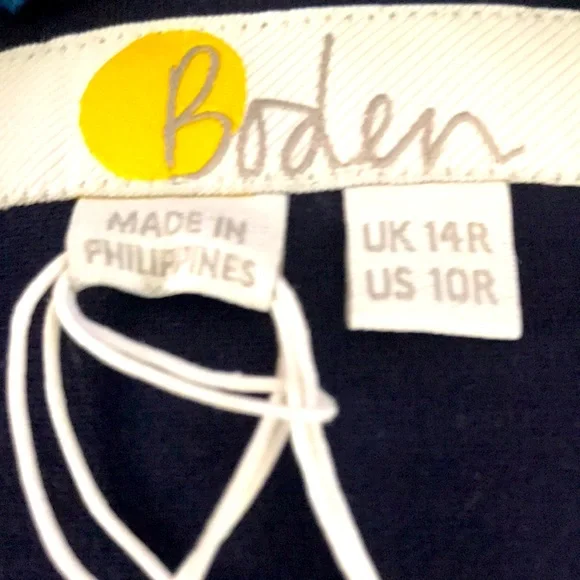 Boden
MADE IN
PHILIPPINES
UK 14R
US 10R